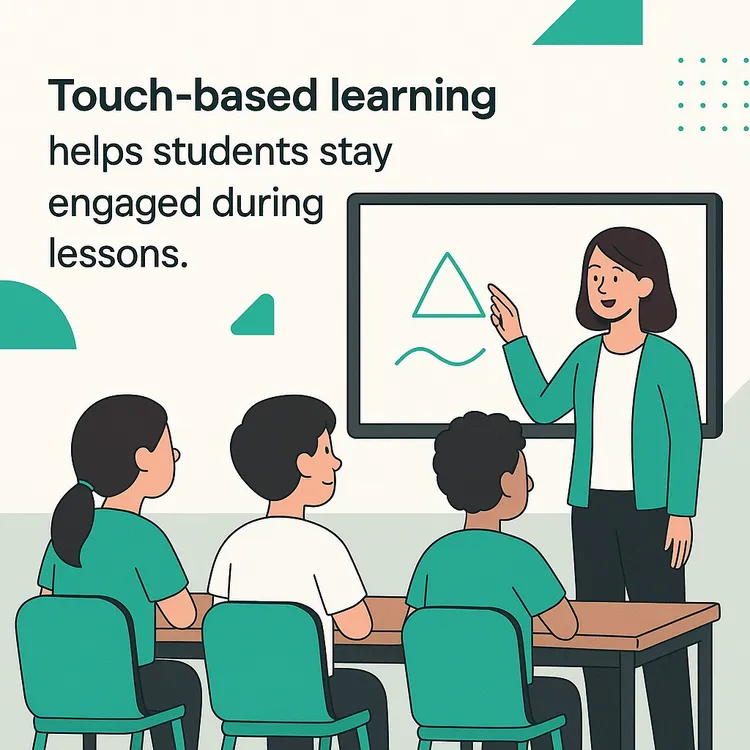 Touch-based learning
helps students stay
engaged during
lessons.